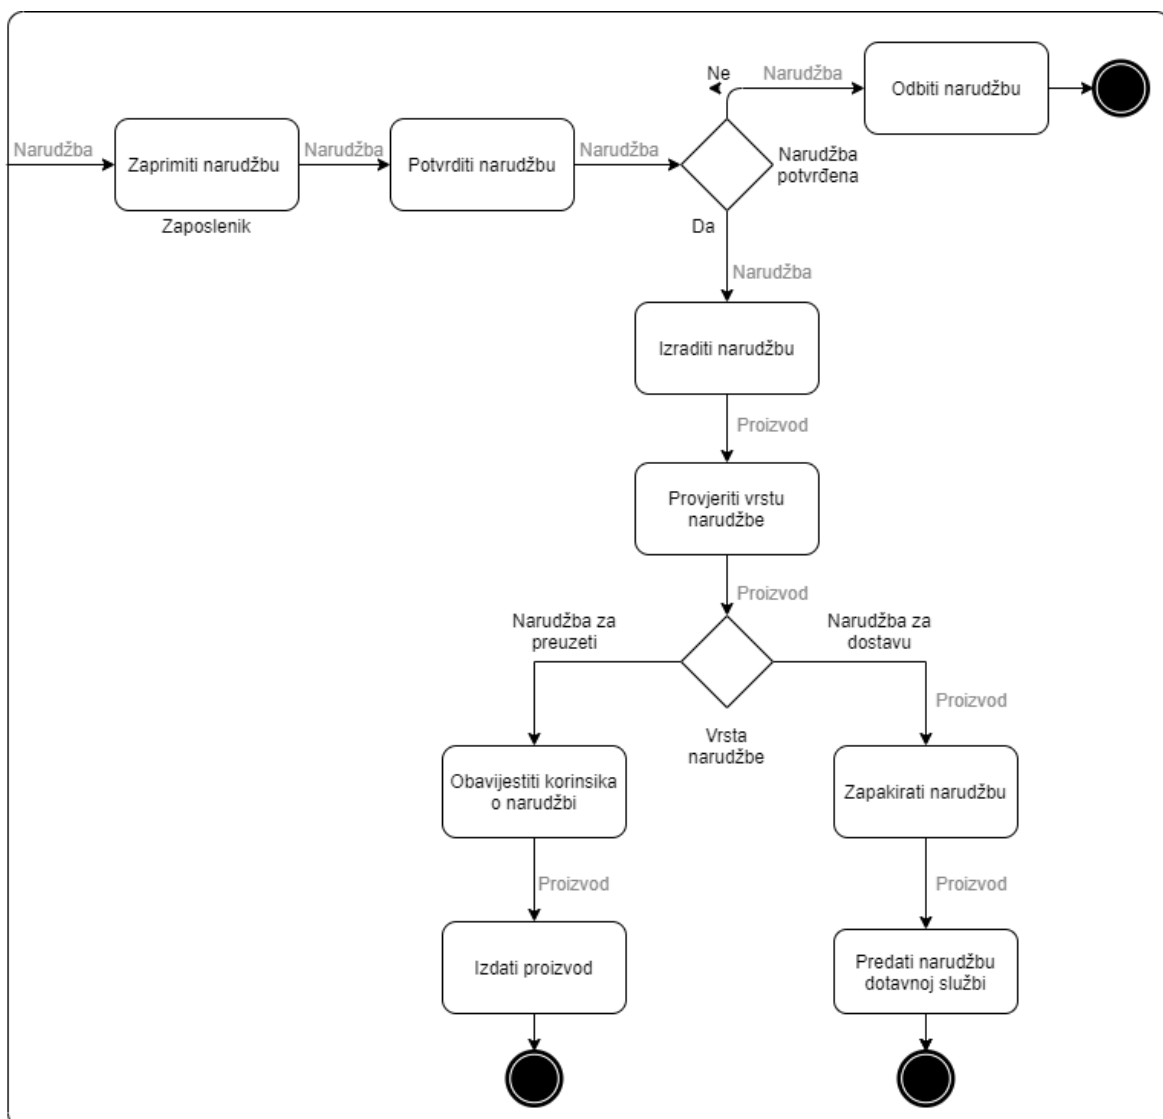 Ne
Narudžba
Odbiti narudžbu
Narudžba
Zaprimiti narudžbu
Narudžba
Potvrditi narudžbu
Narudžba
Narudžba
potvrđena
Zaposlenik
Da
Narudžba
Izraditi narudžbu
Proizvod
Provjeriti vrstu
narudžbe
Proizvod
Narudžba za
preuzeti
Narudžba za
dostavu
Proizvod
Vrsta
narudžbe
Obavijestiti korinsika
o narudžbi
Zapakirati narudžbu
Proizvod
Proizvod
Izdati proizvod
Predati narudžbu
dotavnoj službi